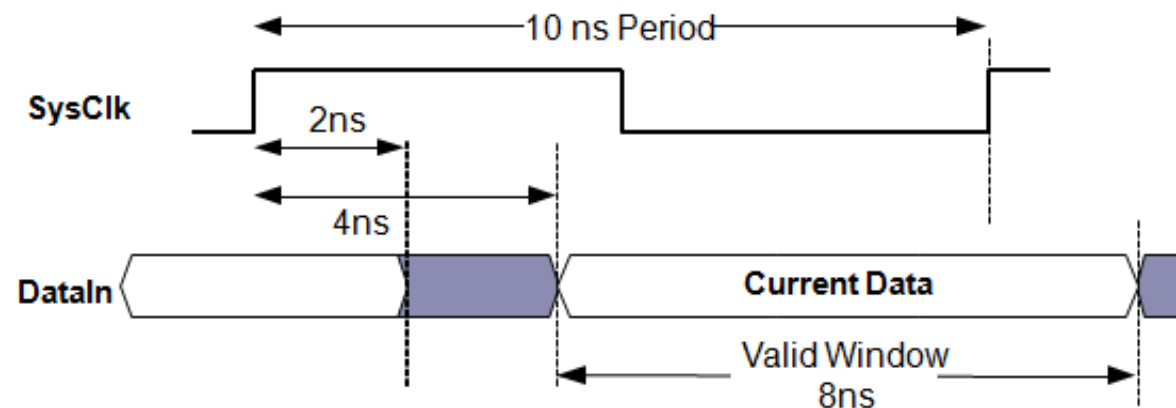 10 ns Period
SysClk
2ns
4ns
DataIn
Current Data
Valid Window
8ns